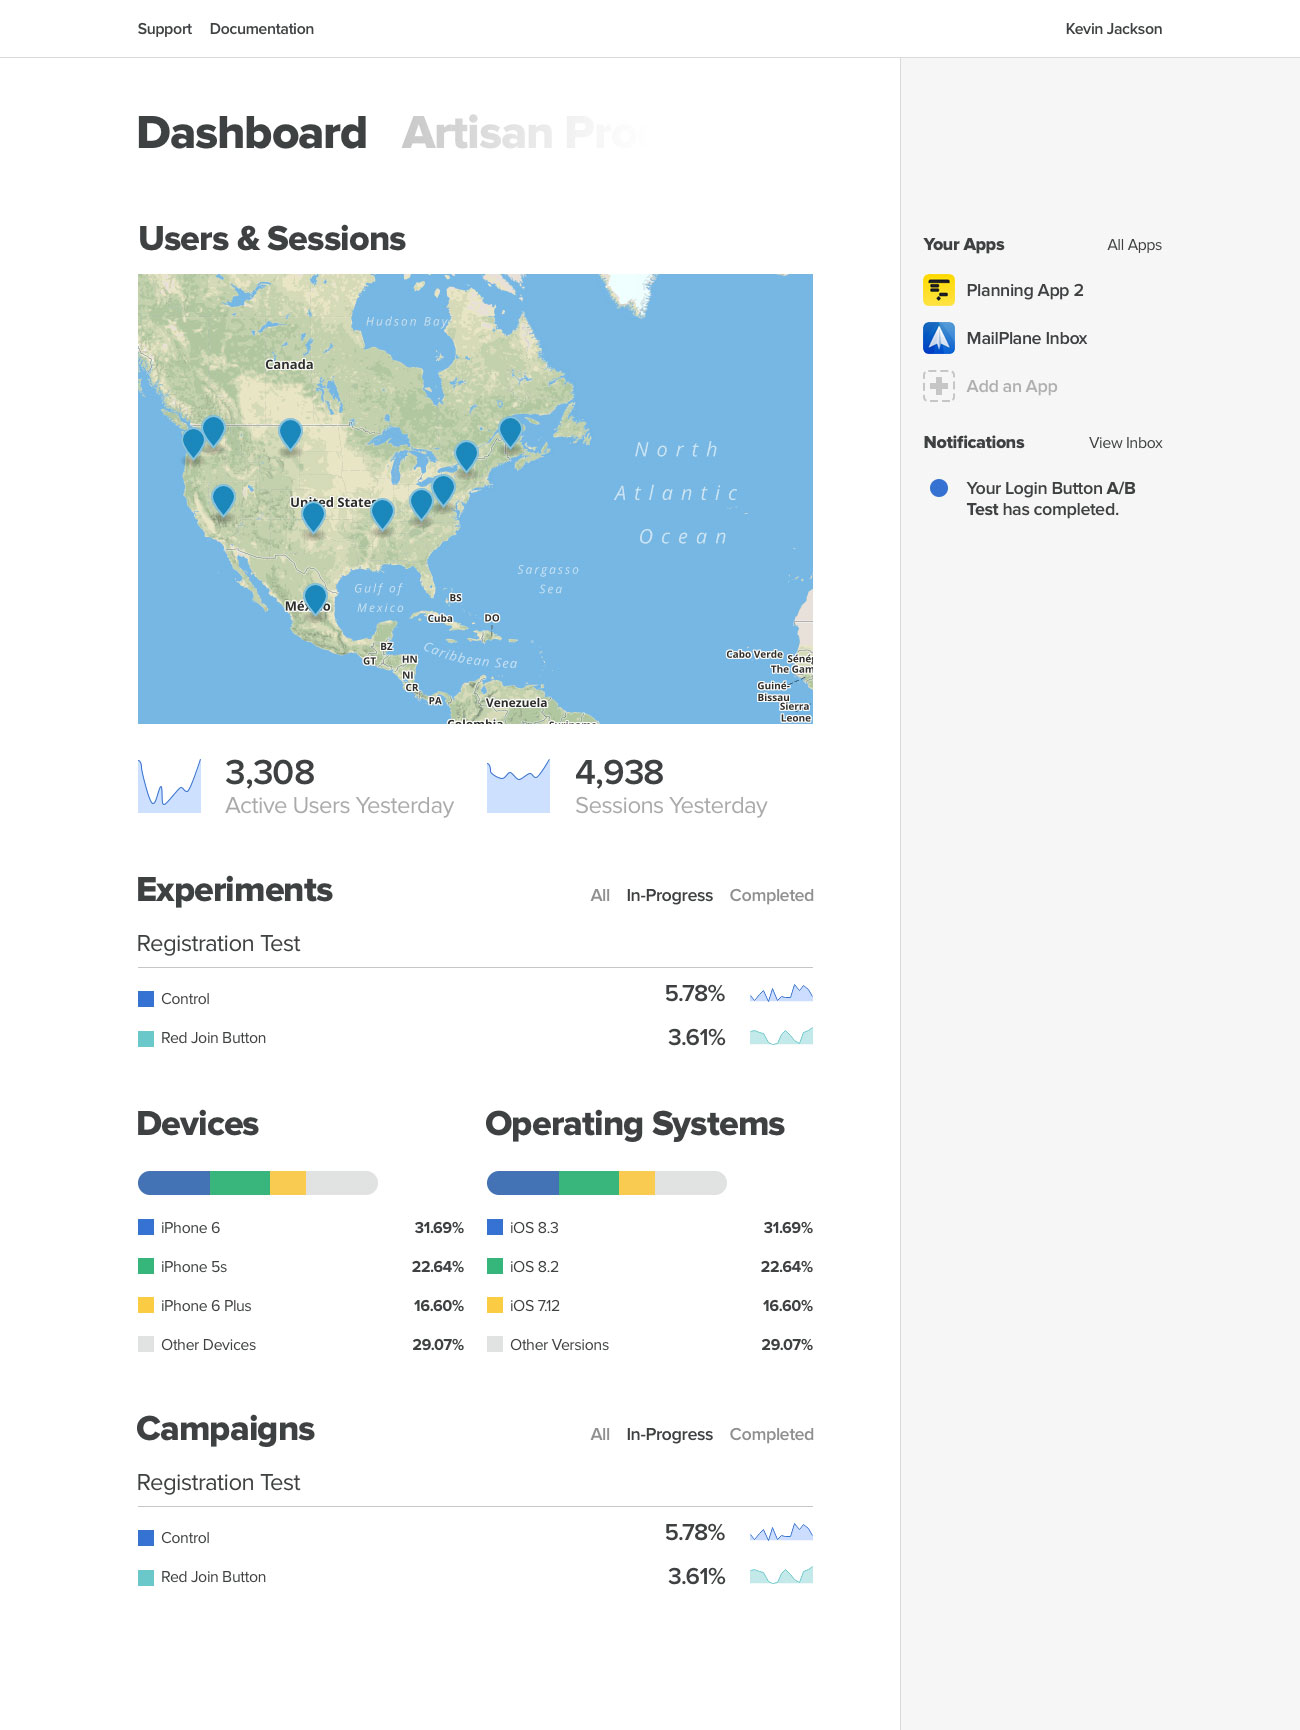 Support Documentation Kevin Jackson
Dashboard Artisan Pro
Users & Sessions
Hudson Bay
Canada
North
Atlantic
Ocean
United States
Sargasso
Sea
Gulf of
Mexico
BS
Cuba
DO
BZ
GT
HN
NI
CR
PA
Caribbean Sea
Venezuela
Colombia
Cabo Verde
The Gam
Guiné-
Bissau
Sierra
Leone
3,308
Active Users Yesterday
4,938
Sessions Yesterday
Experiments
All In-Progress Completed
Registration Test
Control 5.78%
Red Join Button 3.61%
Devices
iPhone 6 31.69%
iPhone 5s 22.64%
iPhone 6 Plus 16.60%
Other Devices 29.07%
Operating Systems
iOS 8.3 31.69%
iOS 8.2 22.64%
iOS 7.12 16.60%
Other Versions 29.07%
Campaigns
All In-Progress Completed
Registration Test
Control 5.78%
Red Join Button 3.61%
Your Apps All Apps
Planning App 2
MailPlane Inbox
Add an App
Notifications View Inbox
Your Login Button A/B
Test has completed.